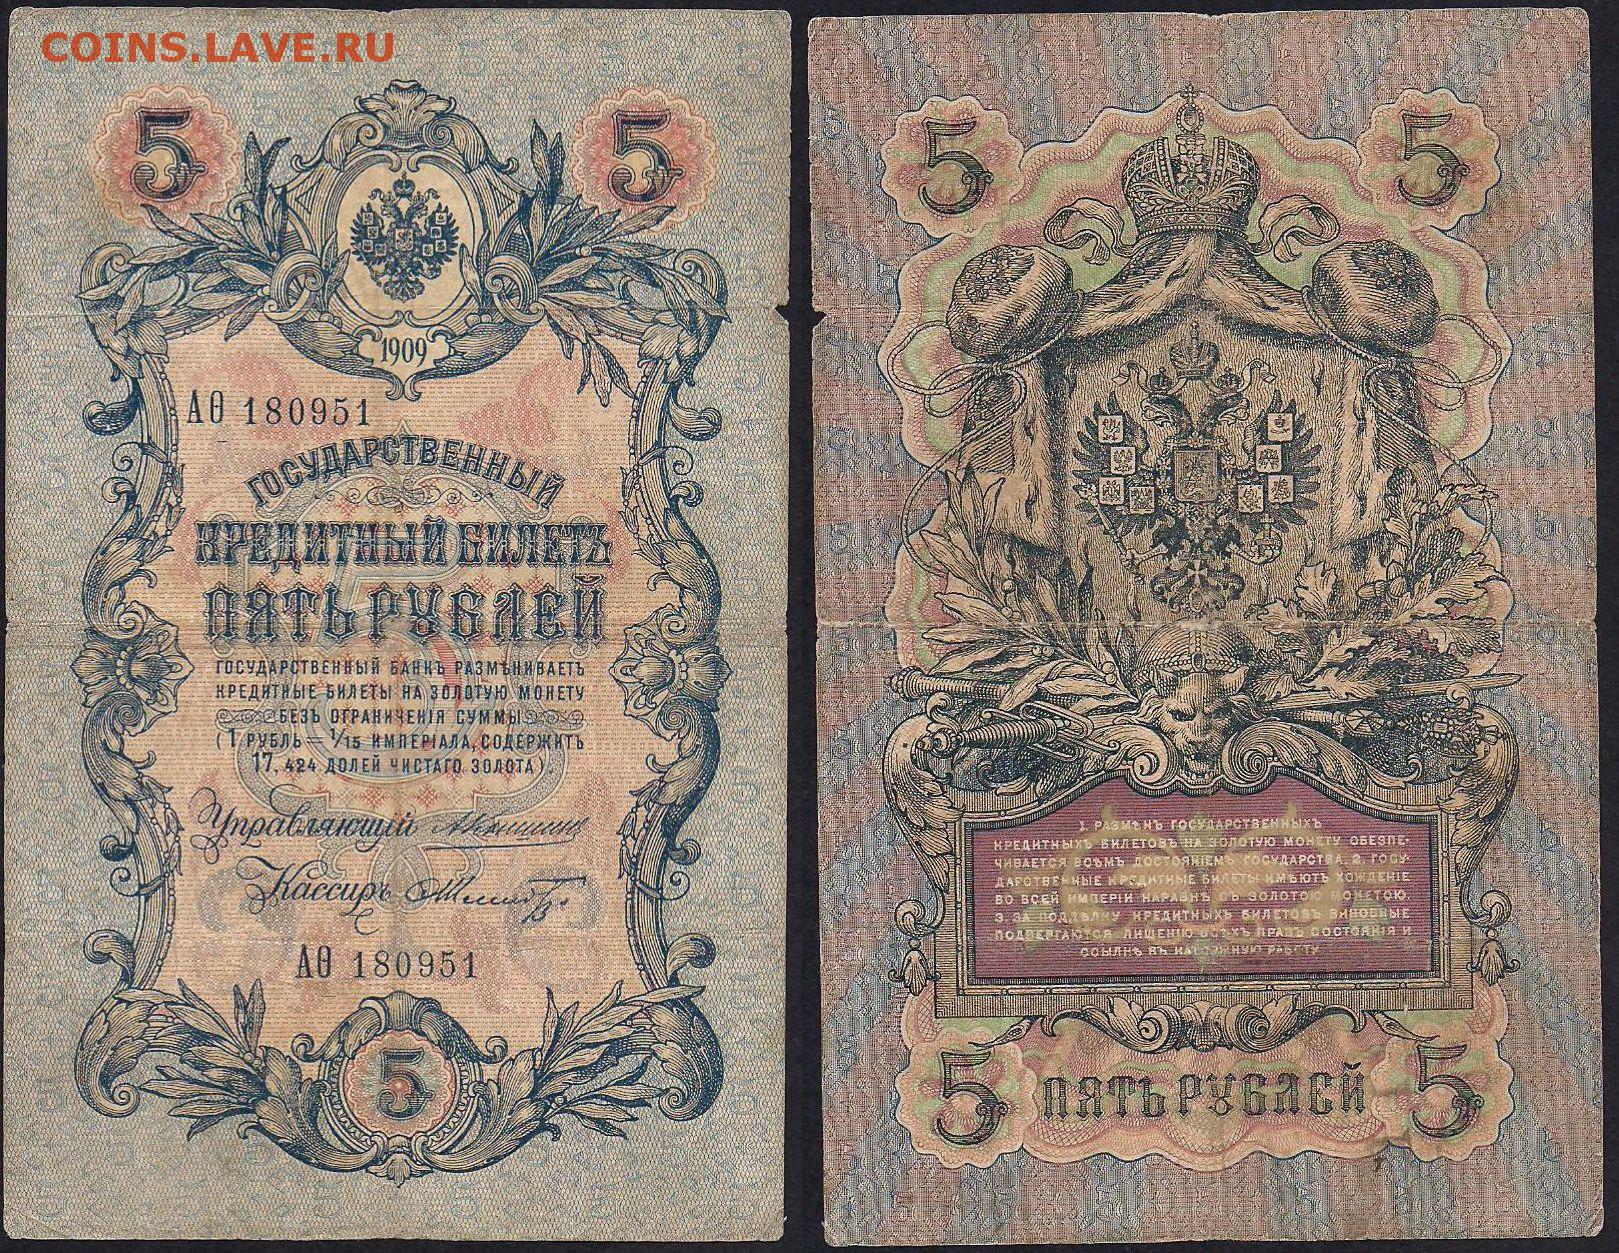 COINS.LAVE.RU
5 5
1909
АѲ 180951
ГОСУДАРСТВЕННЫЙ
КРЕДИТНЫЙ БИЛЕТЪ
ПЯТЬ РУБЛЕЙ
ГОСУДАРСТВЕННЫЙ БАНКЪ РАЗМѢНИВАЕТЪ
КРЕДИТНЫЕ БИЛЕТЫ НА ЗОЛОТУЮ МОНЕТУ
БЕЗЪ ОГРАНИЧЕНІЯ СУММЫ
(1 РУБЛЬ = 1/15 ИМПЕРІАЛА, СОДЕРЖИТЪ
17,424 ДОЛЕЙ ЧИСТАГО ЗОЛОТА).
Управляющій
Кассиръ
АѲ 180951
5
5 5
1. РАЗМѢНЪ ГОСУДАРСТВЕННЫХЪ
КРЕДИТНЫХЪ БИЛЕТОВЪ НА ЗОЛОТУЮ МОНЕТУ ОБЕЗПЕ-
ЧИВАЕТСЯ ВСѢМЪ ДОСТОЯНІЕМЪ ГОСУДАРСТВА. 2. ГОСУ-
ДАРСТВЕННЫЕ КРЕДИТНЫЕ БИЛЕТЫ ИМѢЮТЪ ХОЖДЕНІЕ
ВО ВСЕЙ ИМПЕРІИ НАРАВНѢ СЪ ЗОЛОТОЮ МОНЕТОЮ.
3. ЗА ПОДДѢЛКУ КРЕДИТНЫХЪ БИЛЕТОВЪ ВИНОВНЫЕ
ПОДВЕРГАЮТСЯ ЛИШЕНІЮ ВСѢХЪ ПРАВЪ СОСТОЯНІЯ И
ССЫЛКѢ ВЪ КАТОРЖНУЮ РАБОТУ
5 ПЯТЬ РУБЛЕЙ 5